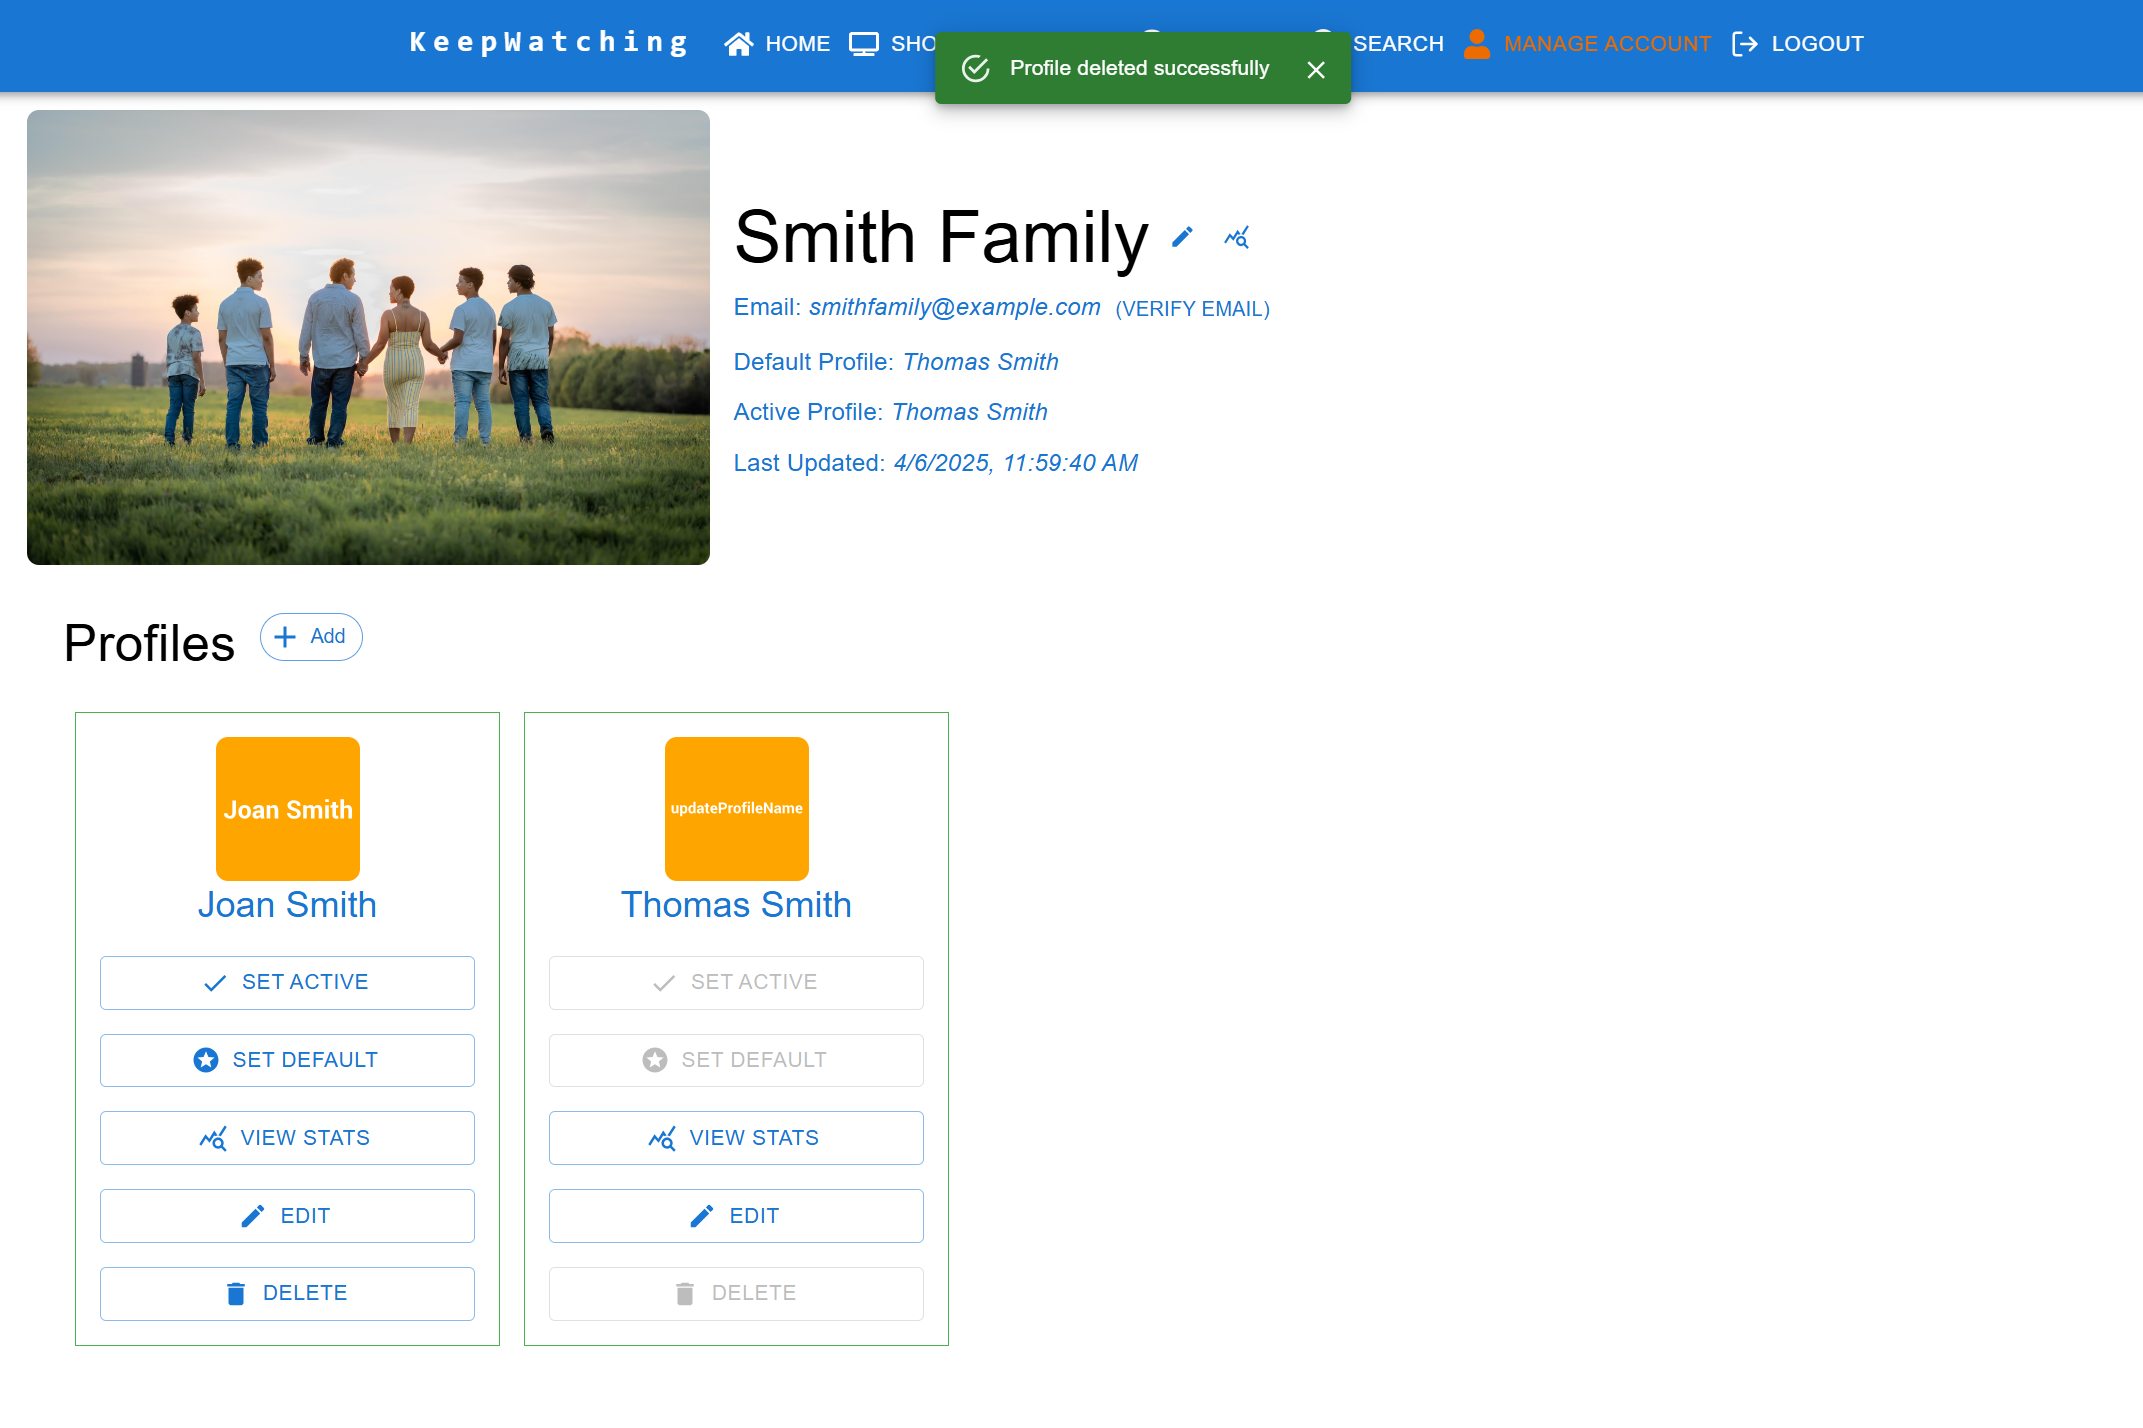 KeepWatching HOME SHO SEARCH MANAGE ACCOUNT LOGOUT
Profile deleted successfully
Smith Family
Email: smithfamily@example.com (VERIFY EMAIL)
Default Profile: Thomas Smith
Active Profile: Thomas Smith
Last Updated: 4/6/2025, 11:59:40 AM
Profiles
Add
Joan Smith
Joan Smith
SET ACTIVE
SET DEFAULT
VIEW STATS
EDIT
DELETE
updateProfileName
Thomas Smith
SET ACTIVE
SET DEFAULT
VIEW STATS
EDIT
DELETE